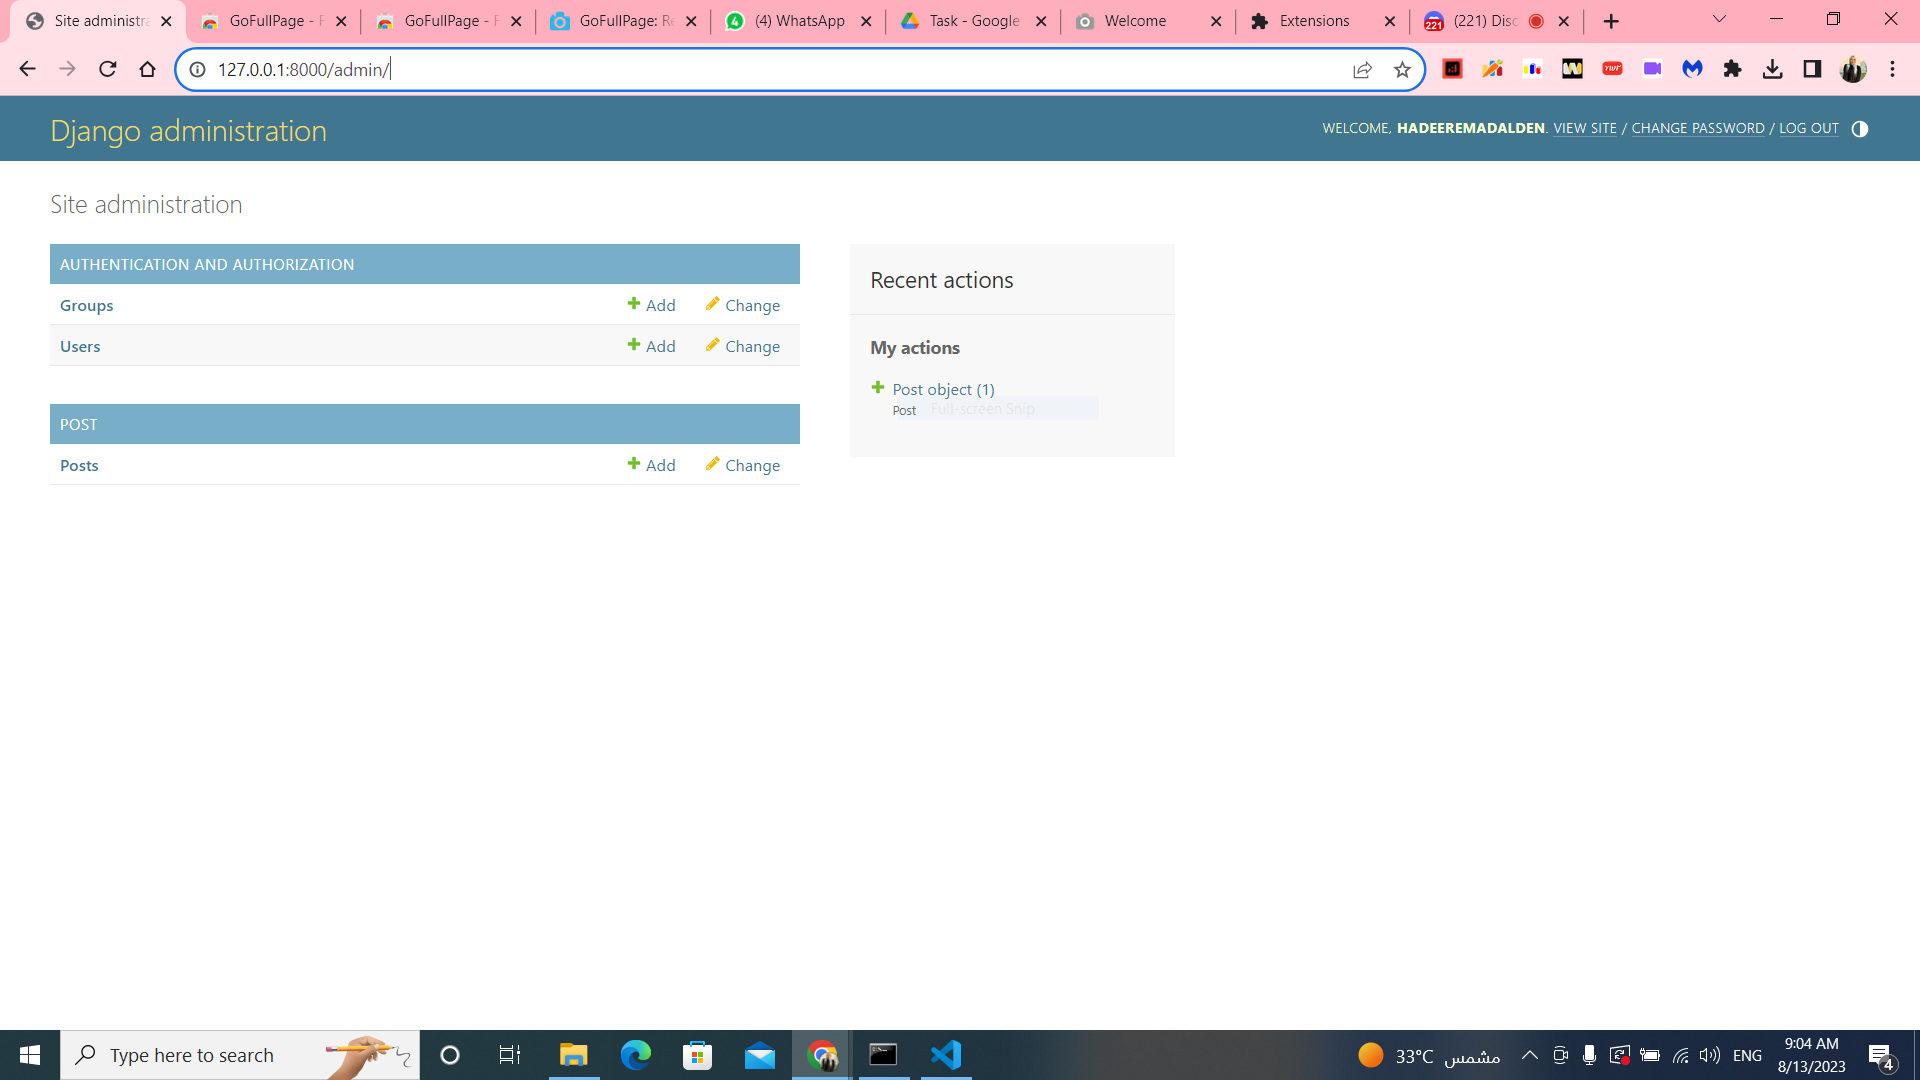 Site administra
GoFullPage - F
GoFullPage - F
GoFullPage: Re
(4) WhatsApp
Task - Google
Welcome
Extensions
(221) Disc
127.0.0.1:8000/admin/
Django administration
WELCOME, HADEEREMADALDEN. VIEW SITE / CHANGE PASSWORD / LOG OUT
Site administration
AUTHENTICATION AND AUTHORIZATION
Groups Add Change
Users Add Change
POST
Posts Add Change
Recent actions
My actions
Post object (1)
Post Full-screen Snip
Type here to search
33°C مشمس
ENG
9:04 AM
8/13/2023
4